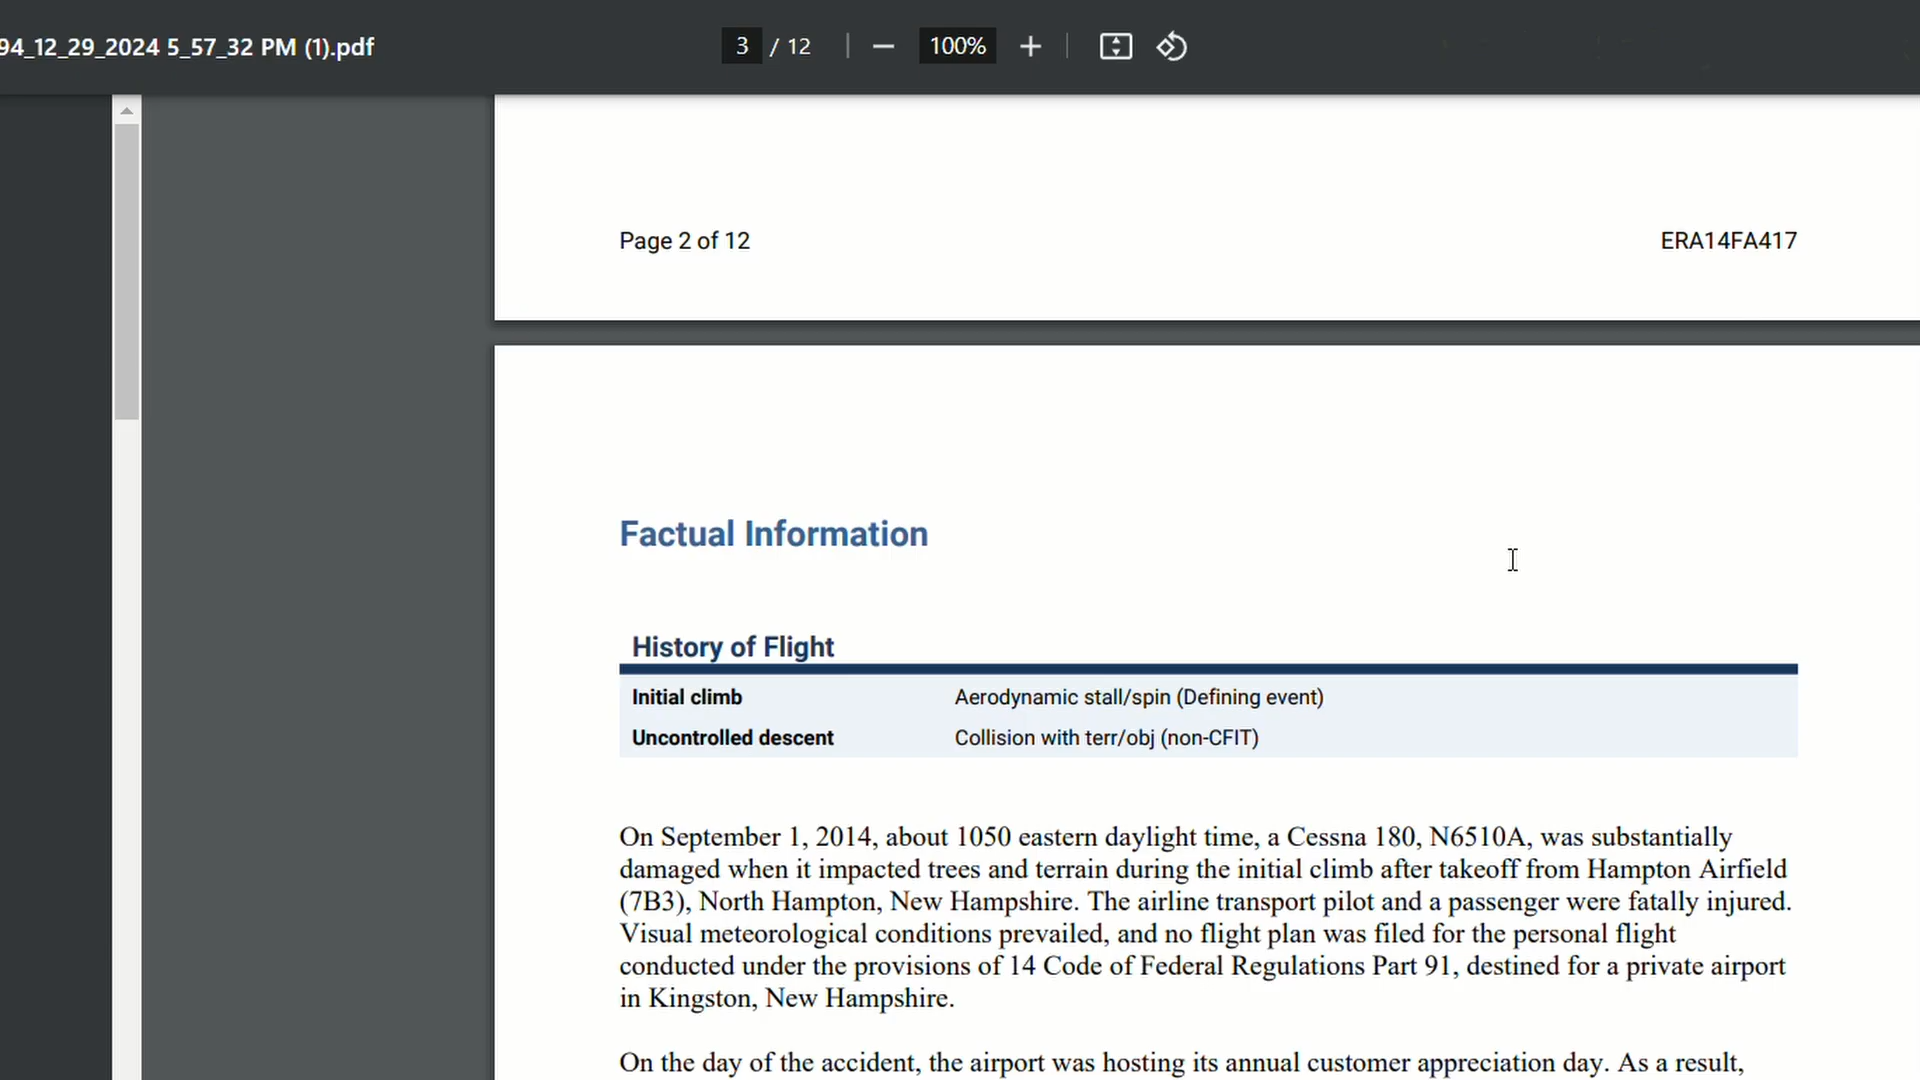 94_12_29_2024 5_57_32 PM (1).pdf
3 / 12
100%
Page 2 of 12
ERA14FA417
Factual Information
History of Flight
Initial climb Aerodynamic stall/spin (Defining event)
Uncontrolled descent Collision with terr/obj (non-CFIT)
On September 1, 2014, about 1050 eastern daylight time, a Cessna 180, N6510A, was substantially
damaged when it impacted trees and terrain during the initial climb after takeoff from Hampton Airfield
(7B3), North Hampton, New Hampshire. The airline transport pilot and a passenger were fatally injured.
Visual meteorological conditions prevailed, and no flight plan was filed for the personal flight
conducted under the provisions of 14 Code of Federal Regulations Part 91, destined for a private airport
in Kingston, New Hampshire.
On the day of the accident, the airport was hosting its annual customer appreciation day. As a result,